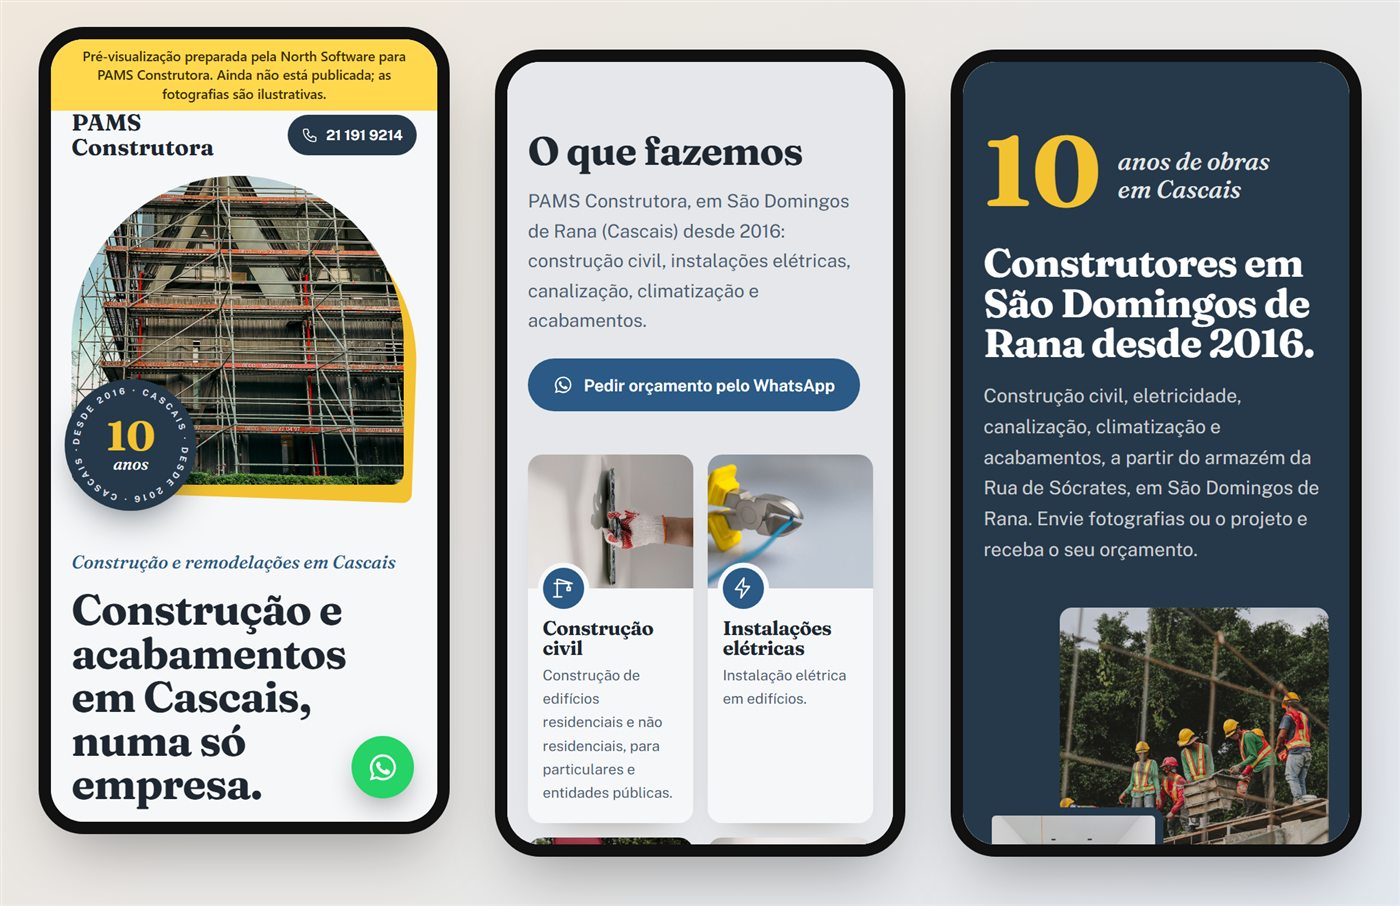 Pré-visualização preparada pela North Software para
PAMS Construtora. Ainda não está publicada; as
fotografias são ilustrativas.
PAMS
Construtora
21 191 9214
DESDE 2016 · CASCAIS · DESDE 2016 · CASCAIS ·
10
anos
Construção e remodelações em Cascais
Construção e
acabamentos
em Cascais,
numa só
empresa.
O que fazemos
PAMS Construtora, em São Domingos
de Rana (Cascais) desde 2016:
construção civil, instalações elétricas,
canalização, climatização e
acabamentos.
Pedir orçamento pelo WhatsApp
Construção
civil
Construção de
edifícios
residenciais e não
residenciais, para
particulares e
entidades públicas.
Instalações
elétricas
Instalação elétrica
em edifícios.
10
anos de obras
em Cascais
Construtores em
São Domingos de
Rana desde 2016.
Construção civil, eletricidade,
canalização, climatização e
acabamentos, a partir do armazém da
Rua de Sócrates, em São Domingos de
Rana. Envie fotografias ou o projeto e
receba o seu orçamento.